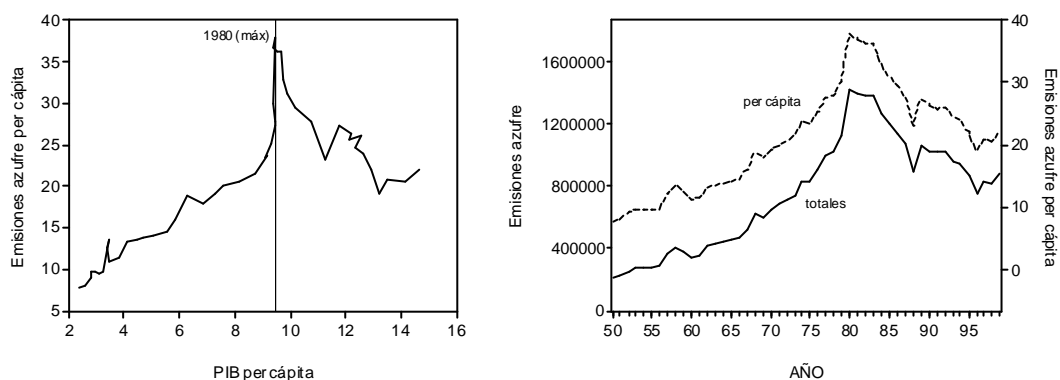 40
35
30
25
20
15
10
5
2 4 6 8 10 12 14 16
1980 (máx)
Emisiones azufre per cápita
PIB per cápita
1600000
1200000
800000
400000
0
50 55 60 65 70 75 80 85 90 95
40
30
20
10
0
per cápita
totales
Emisiones azufre
Emisiones azufre per cápita
AÑO